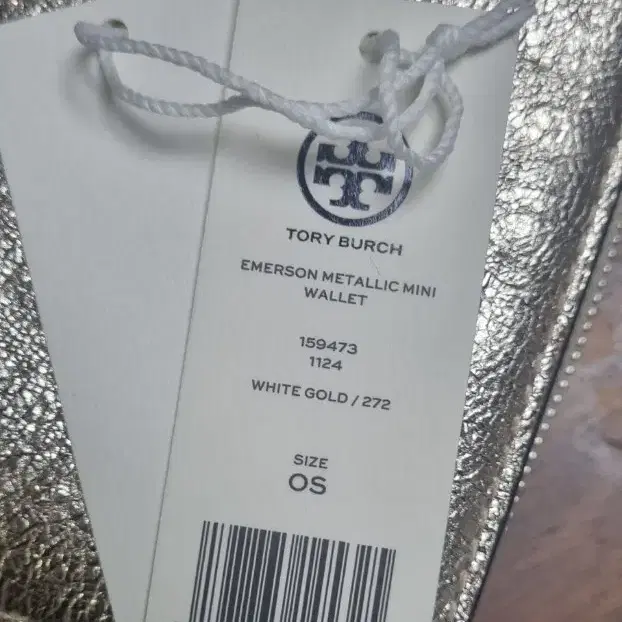 TORY BURCH
EMERSON METALLIC MINI
WALLET
159473
1124
WHITE GOLD / 272
SIZE
OS